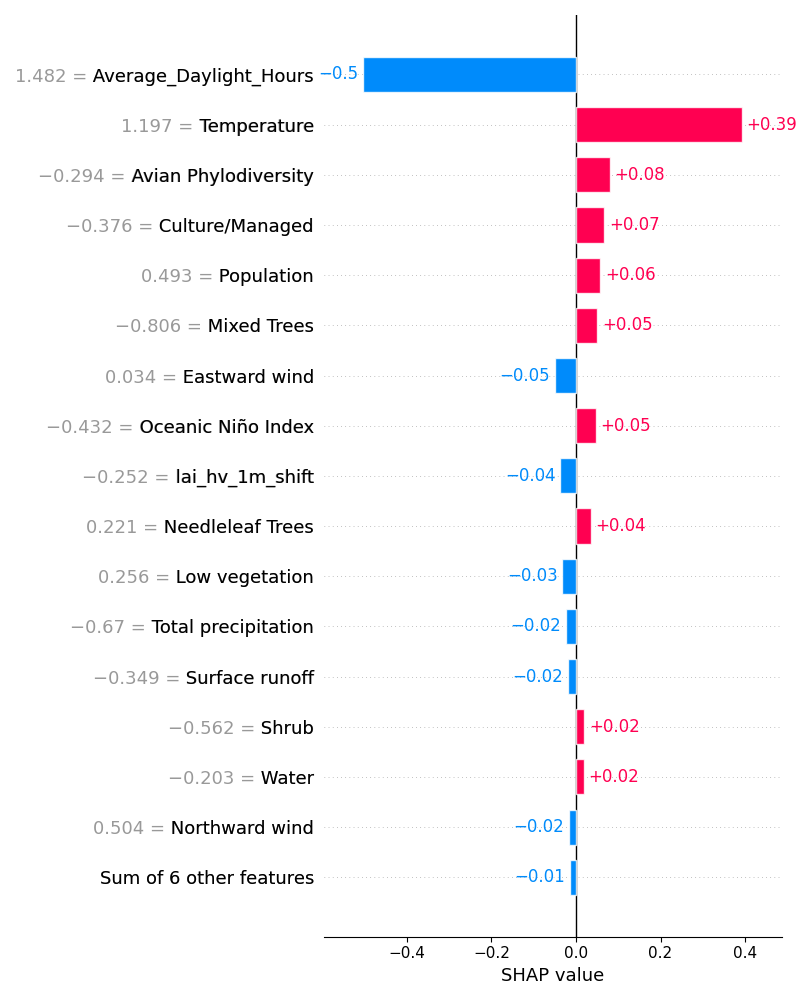 1.482 = Average_Daylight_Hours −0.5
1.197 = Temperature +0.39
−0.294 = Avian Phylodiversity +0.08
−0.376 = Culture/Managed +0.07
0.493 = Population +0.06
−0.806 = Mixed Trees +0.05
0.034 = Eastward wind −0.05
−0.432 = Oceanic Niño Index +0.05
−0.252 = lai_hv_1m_shift −0.04
0.221 = Needleleaf Trees +0.04
0.256 = Low vegetation −0.03
−0.67 = Total precipitation −0.02
−0.349 = Surface runoff −0.02
−0.562 = Shrub +0.02
−0.203 = Water +0.02
0.504 = Northward wind −0.02
Sum of 6 other features −0.01
−0.4 −0.2 0.0 0.2 0.4
SHAP value